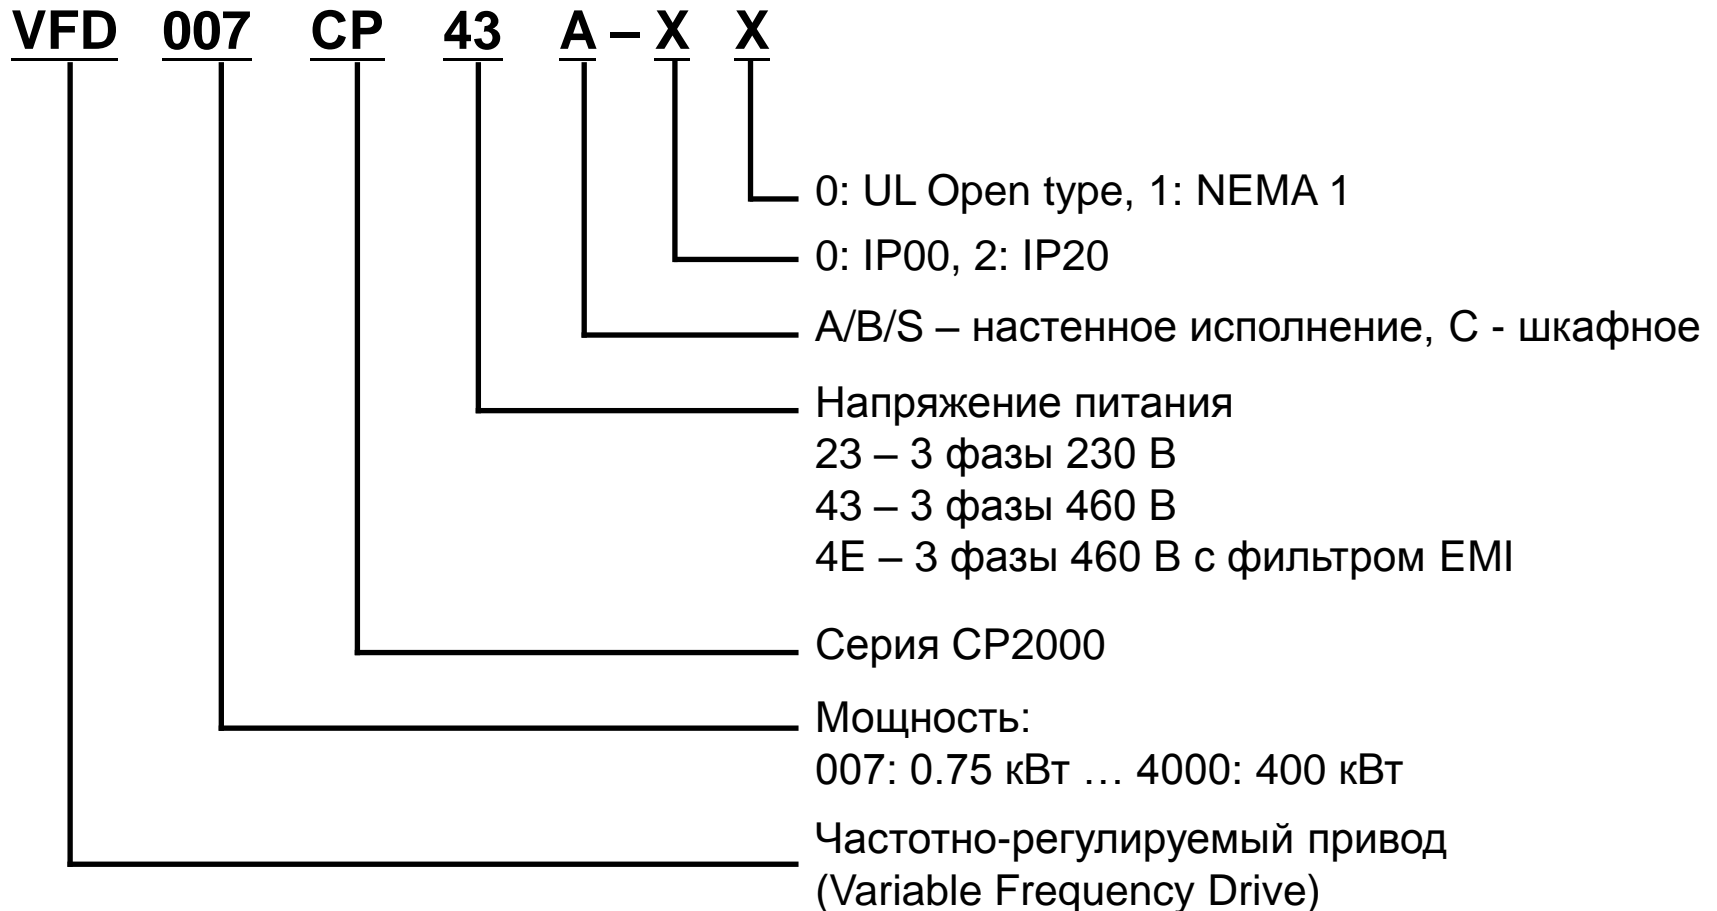 VFD 007 CP 43 A – X X
0: UL Open type, 1: NEMA 1
0: IP00, 2: IP20
A/B/S – настенное исполнение, С - шкафное
Напряжение питания
23 – 3 фазы 230 В
43 – 3 фазы 460 В
4E – 3 фазы 460 В с фильтром EMI
Серия CP2000
Мощность:
007: 0.75 кВт … 4000: 400 кВт
Частотно-регулируемый привод
(Variable Frequency Drive)